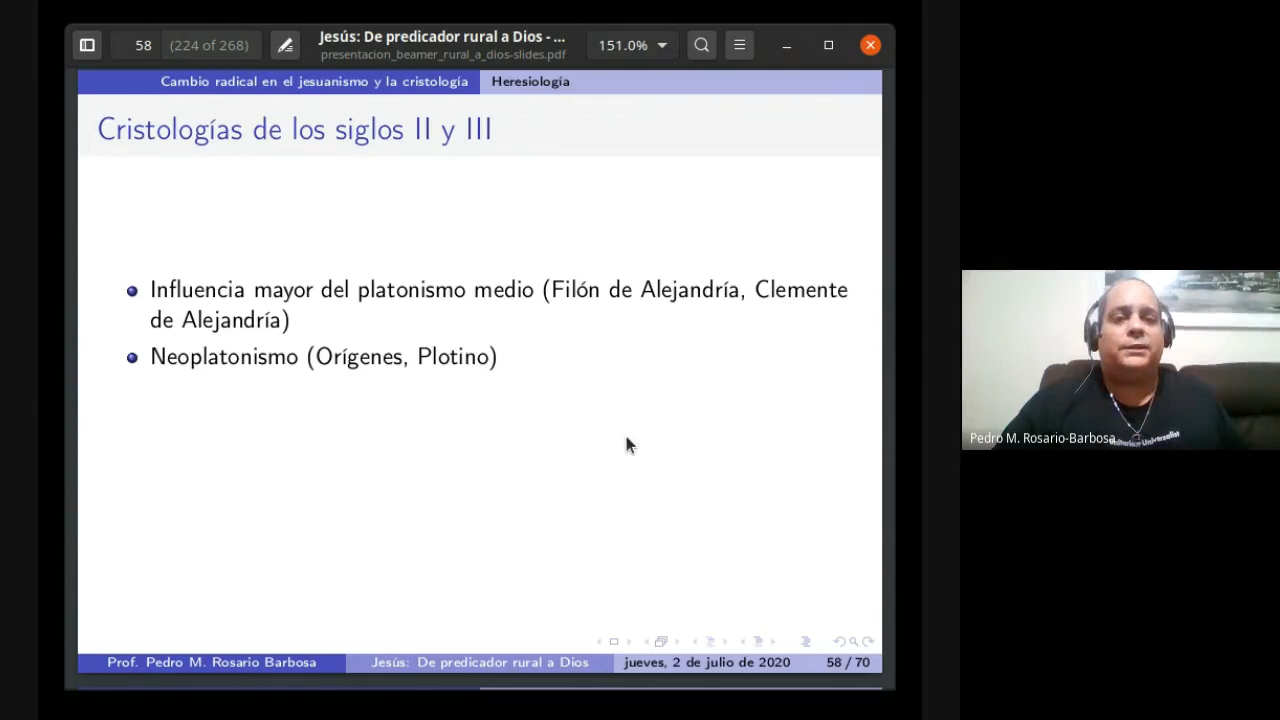 58
(224 of 268)
Jesús: De predicador rural a Dios - ...
presentacion_beamer_rural_a_dios-slides.pdf
151.0%
Cambio radical en el jesuanismo y la cristología
Heresiología
Cristologías de los siglos II y III
Influencia mayor del platonismo medio (Filón de Alejandría, Clemente
de Alejandría)
Neoplatonismo (Orígenes, Plotino)
Pedro M. Rosario-Barbosa
Universalist
Prof. Pedro M. Rosario Barbosa
Jesús: De predicador rural a Dios
jueves, 2 de julio de 2020
58 / 70